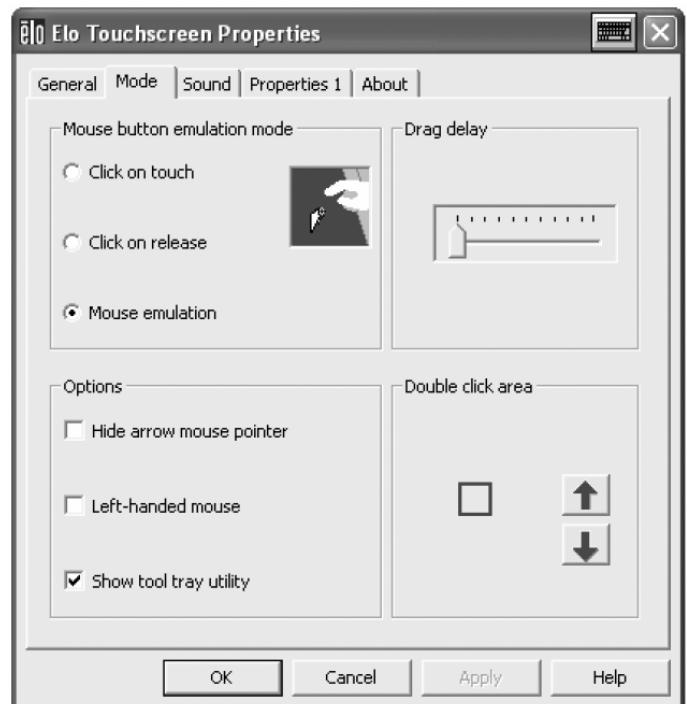 ēlo Elo Touchscreen Properties
General Mode Sound Properties 1 About
Mouse button emulation mode
Click on touch
Click on release
Mouse emulation
Drag delay
Options
Hide arrow mouse pointer
Left-handed mouse
Show tool tray utility
Double click area
OK Cancel Apply Help